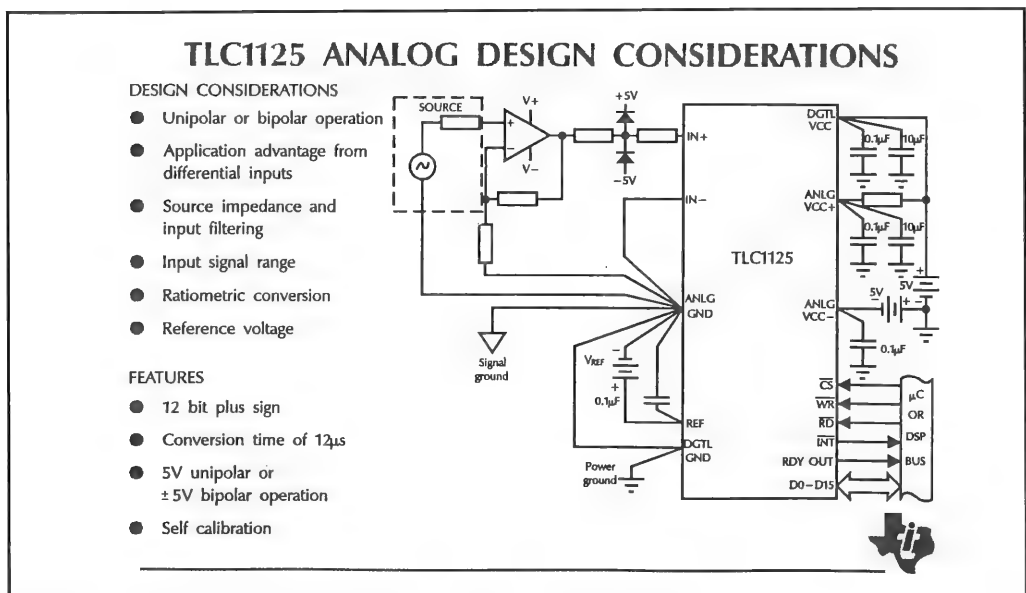 TLC1125 ANALOG DESIGN CONSIDERATIONS
DESIGN CONSIDERATIONS
● Unipolar or bipolar operation
● Application advantage from
differential inputs
● Source impedance and
input filtering
● Input signal range
● Ratiometric conversion
● Reference voltage
FEATURES
● 12 bit plus sign
● Conversion time of 12μs
● 5V unipolar or
± 5V bipolar operation
● Self calibration
SOURCE
V+
+
−
V−
+5V
−5V
IN+
IN−
ANLG
GND
Signal
ground
VREF
−
+
0.1μF
REF
DGTL
GND
Power
ground
TLC1125
DGTL
VCC
0.1μF
10μF
ANLG
VCC+
0.1μF
10μF
+
5V
−
5V
−
+
ANLG
VCC−
0.1μF
CS
WR
RD
INT
RDY OUT
D0−D15
μC
OR
DSP
BUS
i